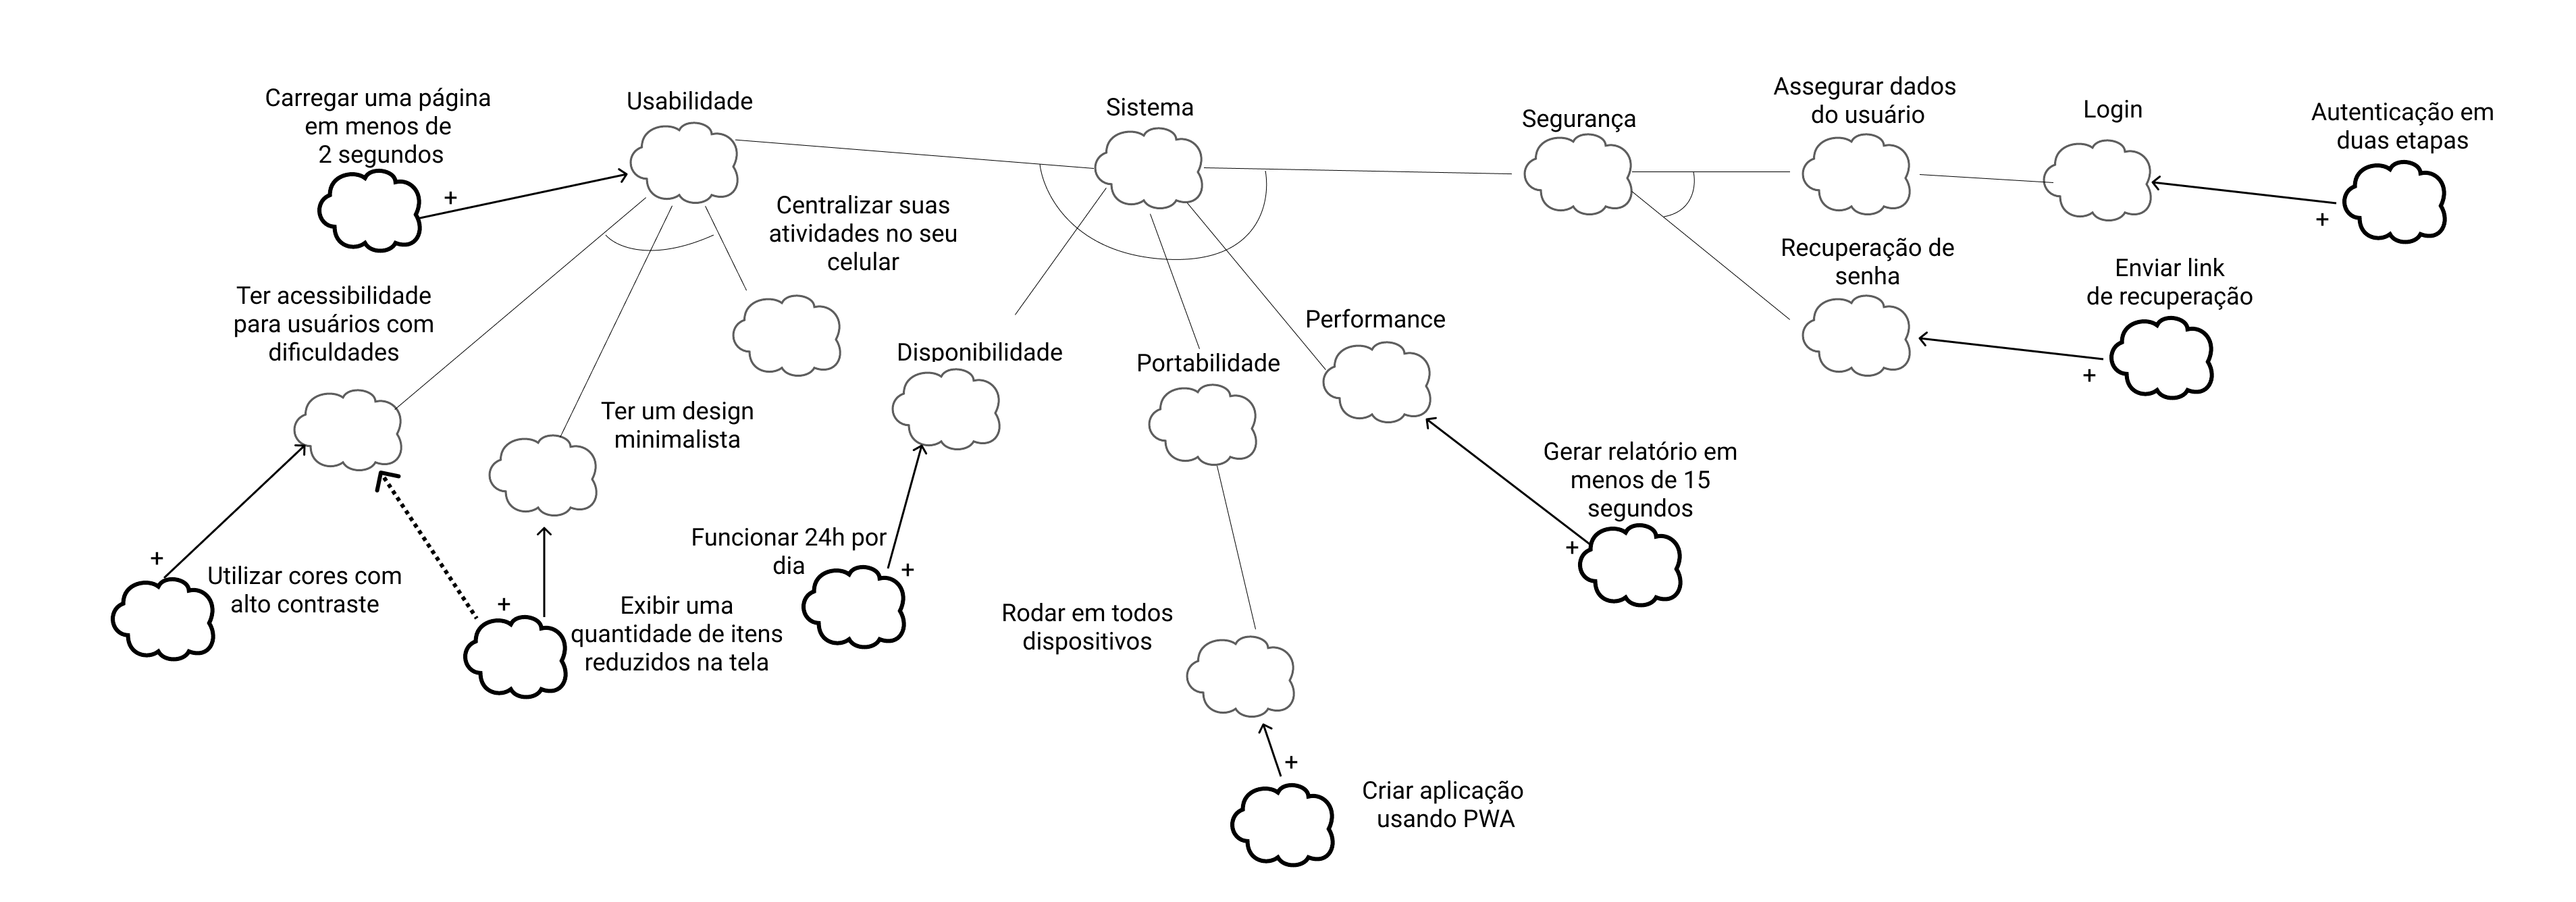 Carregar uma página
em menos de
2 segundos
+
Usabilidade
Sistema
Segurança
Assegurar dados
do usuário
Login
Autenticação em
duas etapas
+
Centralizar suas
atividades no seu
celular
Recuperação de
senha
Enviar link
de recuperação
+
Ter acessibilidade
para usuários com
dificuldades
Disponibilidade
Portabilidade
Performance
Ter um design
minimalista
Gerar relatório em
menos de 15
segundos
+
Funcionar 24h por
dia
+
+
Utilizar cores com
alto contraste
+
Exibir uma
quantidade de itens
reduzidos na tela
Rodar em todos
dispositivos
+
Criar aplicação
usando PWA